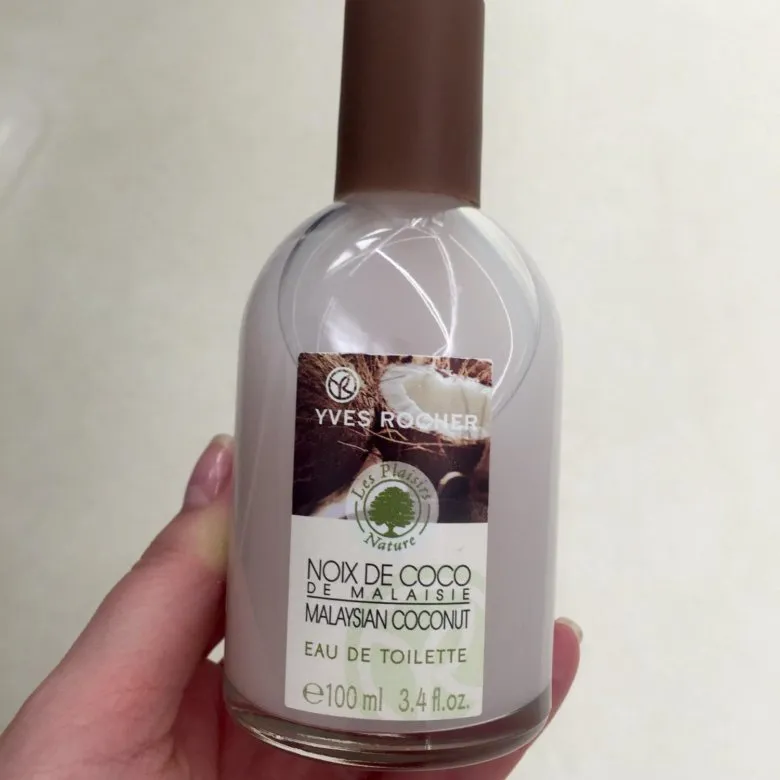 YVES ROCHER
Les Plaisirs
Nature
NOIX DE COCO
DE MALAISIE
MALAYSIAN COCONUT
EAU DE TOILETTE
℮100 ml 3.4 fl.oz.